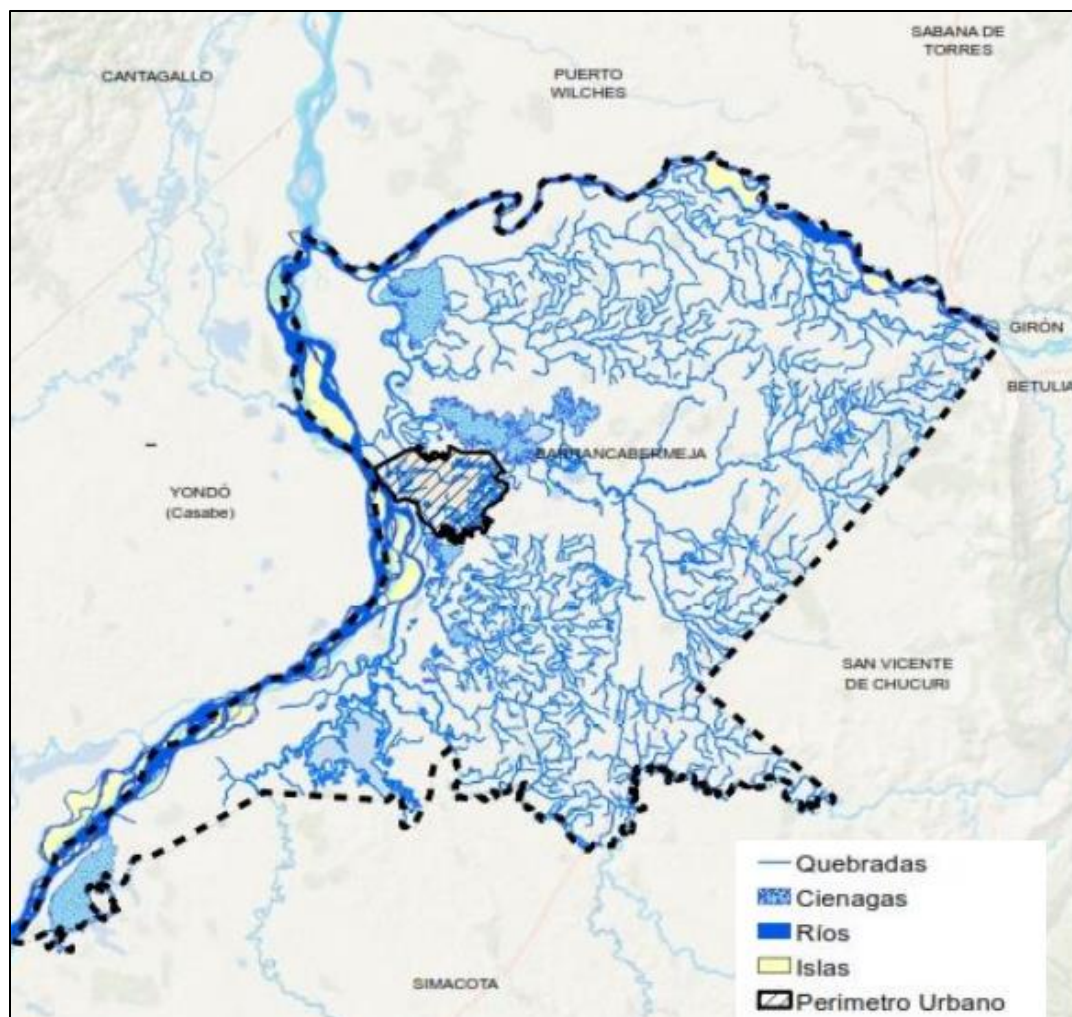 SABANA DE
TORRES
CANTAGALLO
PUERTO
WILCHES
GIRÓN
BETULIA
BARRANCABERMEJA
YONDÓ
(Casabe)
SAN VICENTE
DE CHUCURI
SIMACOTA
Quebradas
Cienagas
Ríos
Islas
Perimetro Urbano